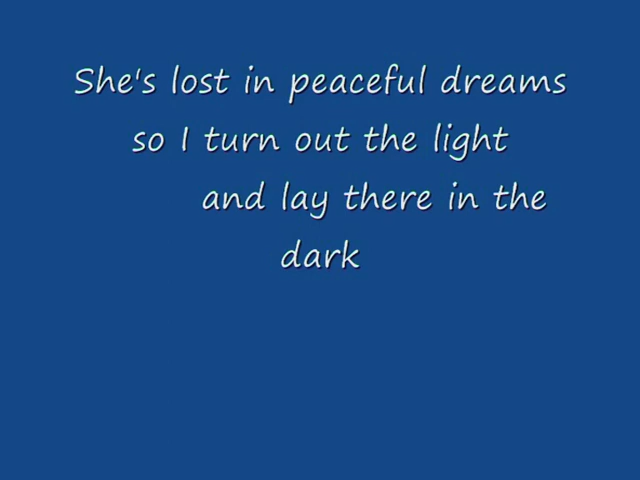 She's lost in peaceful dreams
so I turn out the light
and lay there in the
dark